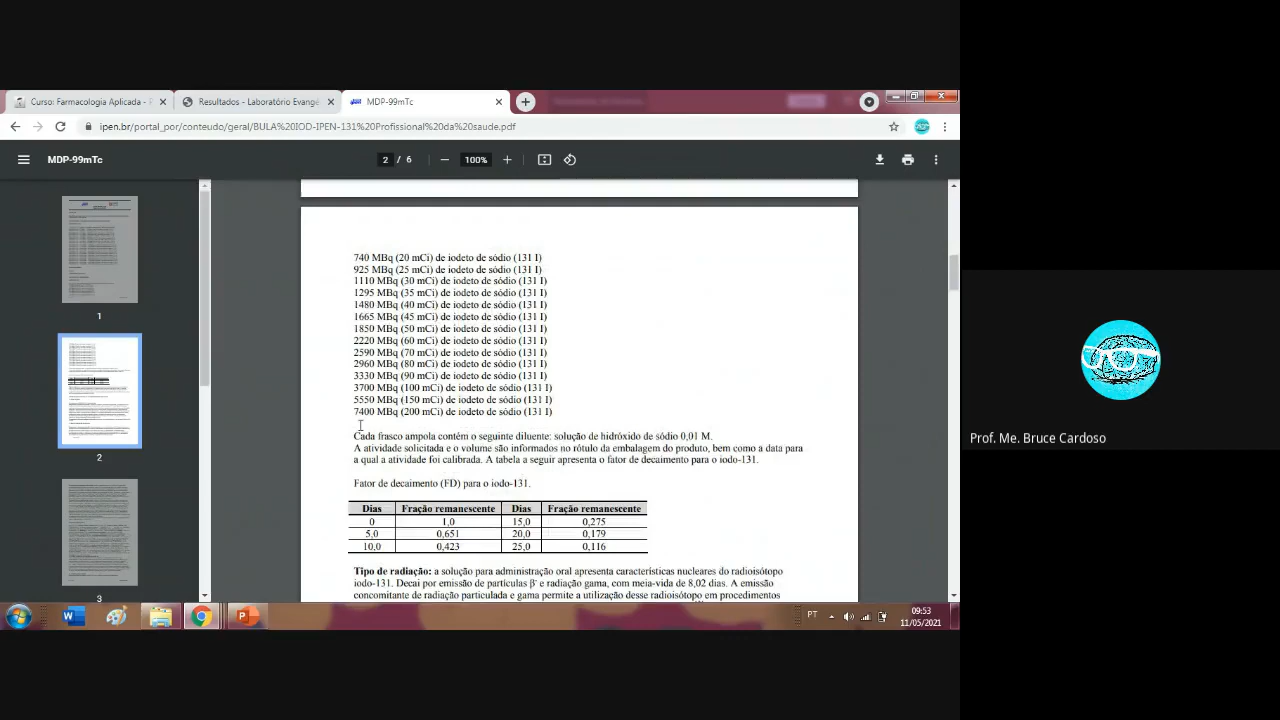 Curso: Farmacologia Aplicada -
Resultados - Laboratório Evangé
MDP-99mTc
ipen.br/portal_por/conteudo/geral/BULA%20IOD-IPEN-131%20Profissional%20da%20saude.pdf
MDP-99mTc
2 / 6
100%
740 MBq (20 mCi) de iodeto de sódio (131 I)
925 MBq (25 mCi) de iodeto de sódio (131 I)
1110 MBq (30 mCi) de iodeto de sódio (131 I)
1295 MBq (35 mCi) de iodeto de sódio (131 I)
1480 MBq (40 mCi) de iodeto de sódio (131 I)
1665 MBq (45 mCi) de iodeto de sódio (131 I)
1850 MBq (50 mCi) de iodeto de sódio (131 I)
2220 MBq (60 mCi) de iodeto de sódio (131 I)
2590 MBq (70 mCi) de iodeto de sódio (131 I)
2960 MBq (80 mCi) de iodeto de sódio (131 I)
3330 MBq (90 mCi) de iodeto de sódio (131 I)
3700 MBq (100 mCi) de iodeto de sódio (131 I)
5550 MBq (150 mCi) de iodeto de sódio (131 I)
7400 MBq (200 mCi) de iodeto de sódio (131 I)
Cada frasco ampola contém o seguinte diluente: solução de hidróxido de sódio 0,01 M.
A atividade solicitada e o volume são informados no rótulo da embalagem do produto, bem como a data para
a qual a atividade foi calibrada. A tabela a seguir apresenta o fator de decaimento para o iodo-131.
Fator de decaimento (FD) para o iodo-131.
Dias Fração remanescente Dias Fração remanescente
0 1,0 15,0 0,275
5,0 0,651 20,0 0,179
10,0 0,423 25,0 0,116
Tipo de radiação: a solução para administração oral apresenta características nucleares do radioisótopo
iodo-131. Decai por emissão de partículas β- e radiação gama, com meia-vida de 8,02 dias. A emissão
concomitante de radiação particulada e gama permite a utilização desse radioisótopo em procedimentos
1
2
3
Prof. Me. Bruce Cardoso
PT
09:53
11/05/2021